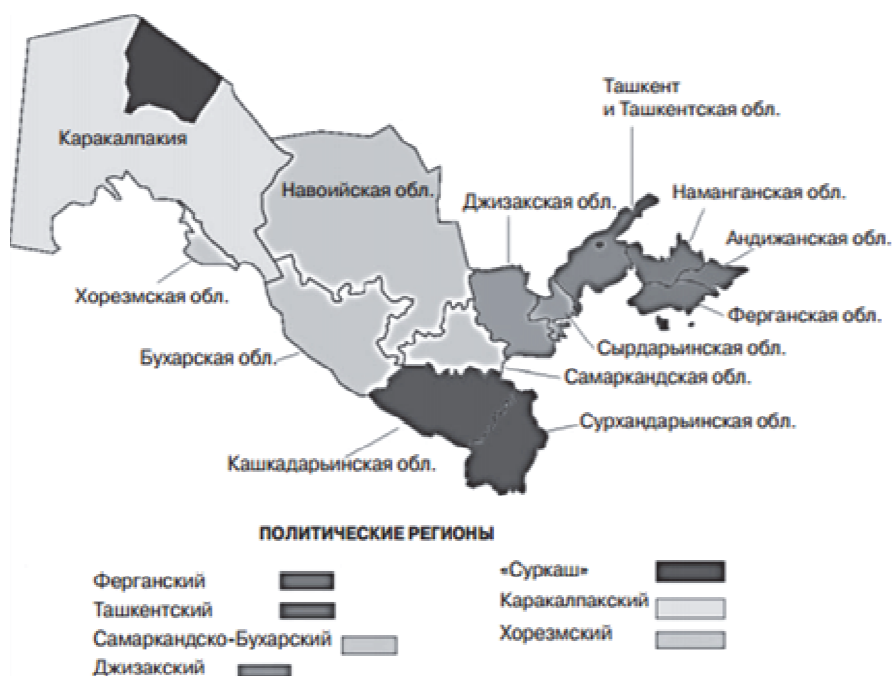 Ташкент
и Ташкентская обл.
Каракалпакия
Навоийская обл.
Джизакская обл.
Наманганская обл.
Андижанская обл.
Хорезмская обл.
Ферганская обл.
Бухарская обл.
Сырдарьинская обл.
Самаркандская обл.
Сурхандарьинская обл.
Кашкадарьинская обл.
ПОЛИТИЧЕСКИЕ РЕГИОНЫ
Ферганский
Ташкентский
Самаркандско-Бухарский
Джизакский
«Суркаш»
Каракалпакский
Хорезмский